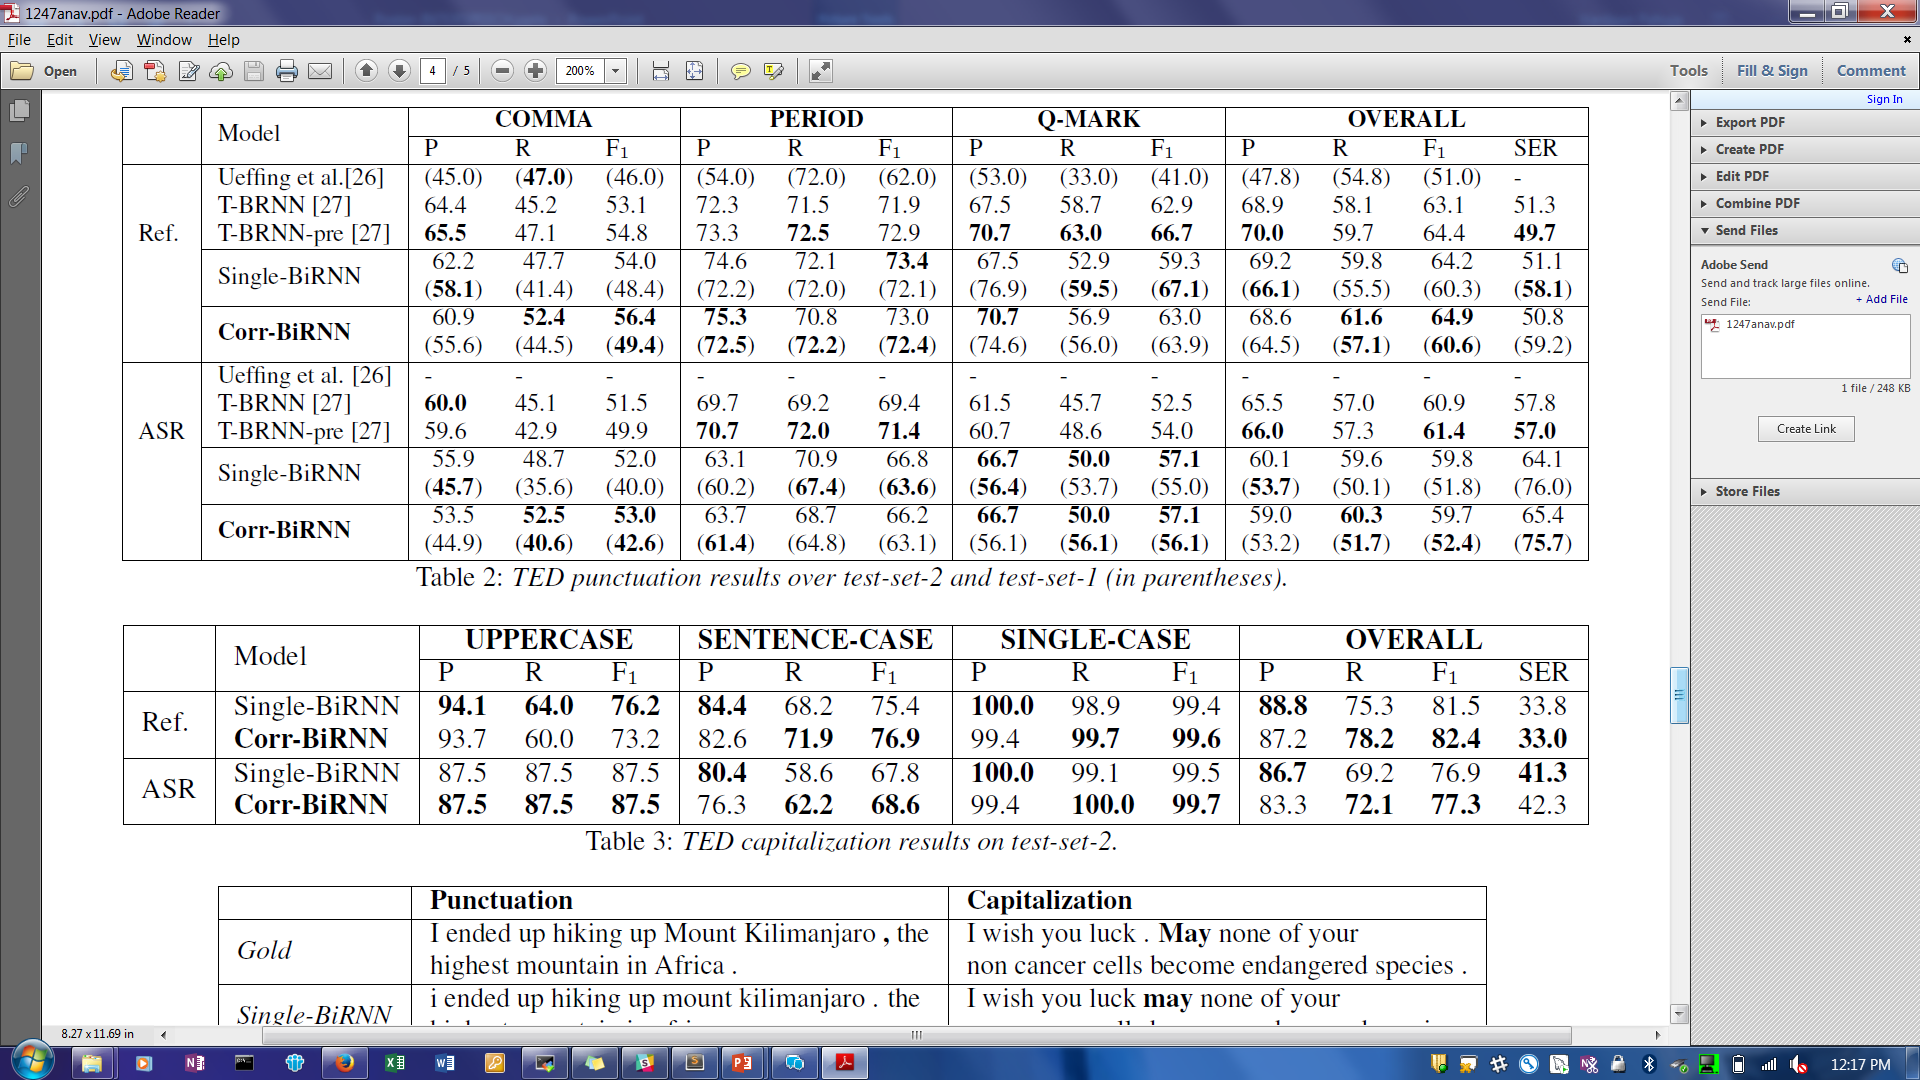 1247anav.pdf - Adobe Reader
File Edit View Window Help
Open 4 / 5 200% Tools Fill & Sign Comment
Sign In
Export PDF
Create PDF
Edit PDF
Combine PDF
Send Files
Adobe Send
Send and track large files online.
Send File: + Add File
1247anav.pdf
1 file / 248 KB
Create Link
Store Files
Model COMMA PERIOD Q-MARK OVERALL
P R F1 P R F1 P R F1 P R F1 SER
Ref.
Ueffing et al.[26] (45.0) (47.0) (46.0) (54.0) (72.0) (62.0) (53.0) (33.0) (41.0) (47.8) (54.8) (51.0) -
T-BRNN [27] 64.4 45.2 53.1 72.3 71.5 71.9 67.5 58.7 62.9 68.9 58.1 63.1 51.3
T-BRNN-pre [27] 65.5 47.1 54.8 73.3 72.5 72.9 70.7 63.0 66.7 70.0 59.7 64.4 49.7
Single-BiRNN 62.2 47.7 54.0 74.6 72.1 73.4 67.5 52.9 59.3 69.2 59.8 64.2 51.1
(58.1) (41.4) (48.4) (72.2) (72.0) (72.1) (76.9) (59.5) (67.1) (66.1) (55.5) (60.3) (58.1)
Corr-BiRNN 60.9 52.4 56.4 75.3 70.8 73.0 70.7 56.9 63.0 68.6 61.6 64.9 50.8
(55.6) (44.5) (49.4) (72.5) (72.2) (72.4) (74.6) (56.0) (63.9) (64.5) (57.1) (60.6) (59.2)
ASR
Ueffing et al. [26] - - - - - - - - - - - - -
T-BRNN [27] 60.0 45.1 51.5 69.7 69.2 69.4 61.5 45.7 52.5 65.5 57.0 60.9 57.8
T-BRNN-pre [27] 59.6 42.9 49.9 70.7 72.0 71.4 60.7 48.6 54.0 66.0 57.3 61.4 57.0
Single-BiRNN 55.9 48.7 52.0 63.1 70.9 66.8 66.7 50.0 57.1 60.1 59.6 59.8 64.1
(45.7) (35.6) (40.0) (60.2) (67.4) (63.6) (56.4) (53.7) (55.0) (53.7) (50.1) (51.8) (76.0)
Corr-BiRNN 53.5 52.5 53.0 63.7 68.7 66.2 66.7 50.0 57.1 59.0 60.3 59.7 65.4
(44.9) (40.6) (42.6) (61.4) (64.8) (63.1) (56.1) (56.1) (56.1) (53.2) (51.7) (52.4) (75.7)
Table 2: TED punctuation results over test-set-2 and test-set-1 (in parentheses).
Model UPPERCASE SENTENCE-CASE SINGLE-CASE OVERALL
P R F1 P R F1 P R F1 P R F1 SER
Ref.
Single-BiRNN 94.1 64.0 76.2 84.4 68.2 75.4 100.0 98.9 99.4 88.8 75.3 81.5 33.8
Corr-BiRNN 93.7 60.0 73.2 82.6 71.9 76.9 99.4 99.7 99.6 87.2 78.2 82.4 33.0
ASR
Single-BiRNN 87.5 87.5 87.5 80.4 58.6 67.8 100.0 99.1 99.5 86.7 69.2 76.9 41.3
Corr-BiRNN 87.5 87.5 87.5 76.3 62.2 68.6 99.4 100.0 99.7 83.3 72.1 77.3 42.3
Table 3: TED capitalization results on test-set-2.
Punctuation Capitalization
Gold
I ended up hiking up Mount Kilimanjaro , the
highest mountain in Africa .
I wish you luck . May none of your
non cancer cells become endangered species .
Single-BiRNN
i ended up hiking up mount kilimanjaro . the
I wish you luck may none of your
8.27 x 11.69 in
12:17 PM